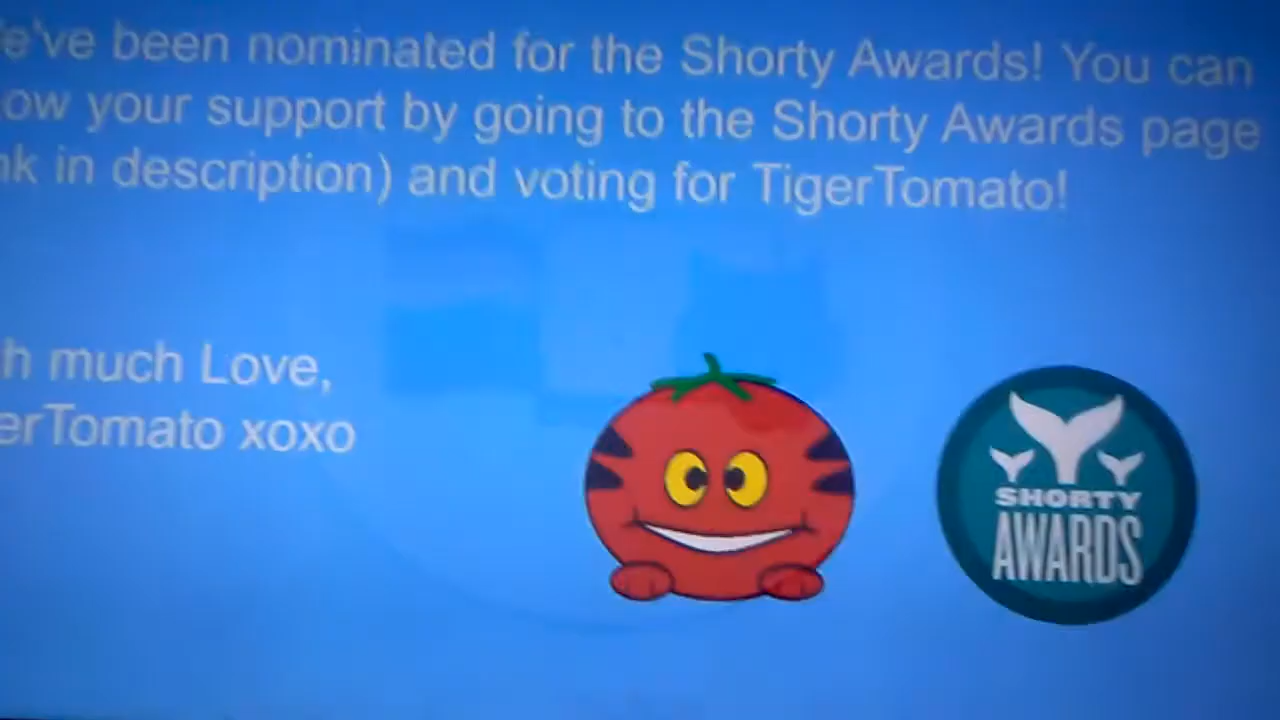 e've been nominated for the Shorty Awards! You can
ow your support by going to the Shorty Awards page
nk in description) and voting for TigerTomato!
h much Love,
erTomato xoxo
SHORTY
AWARDS